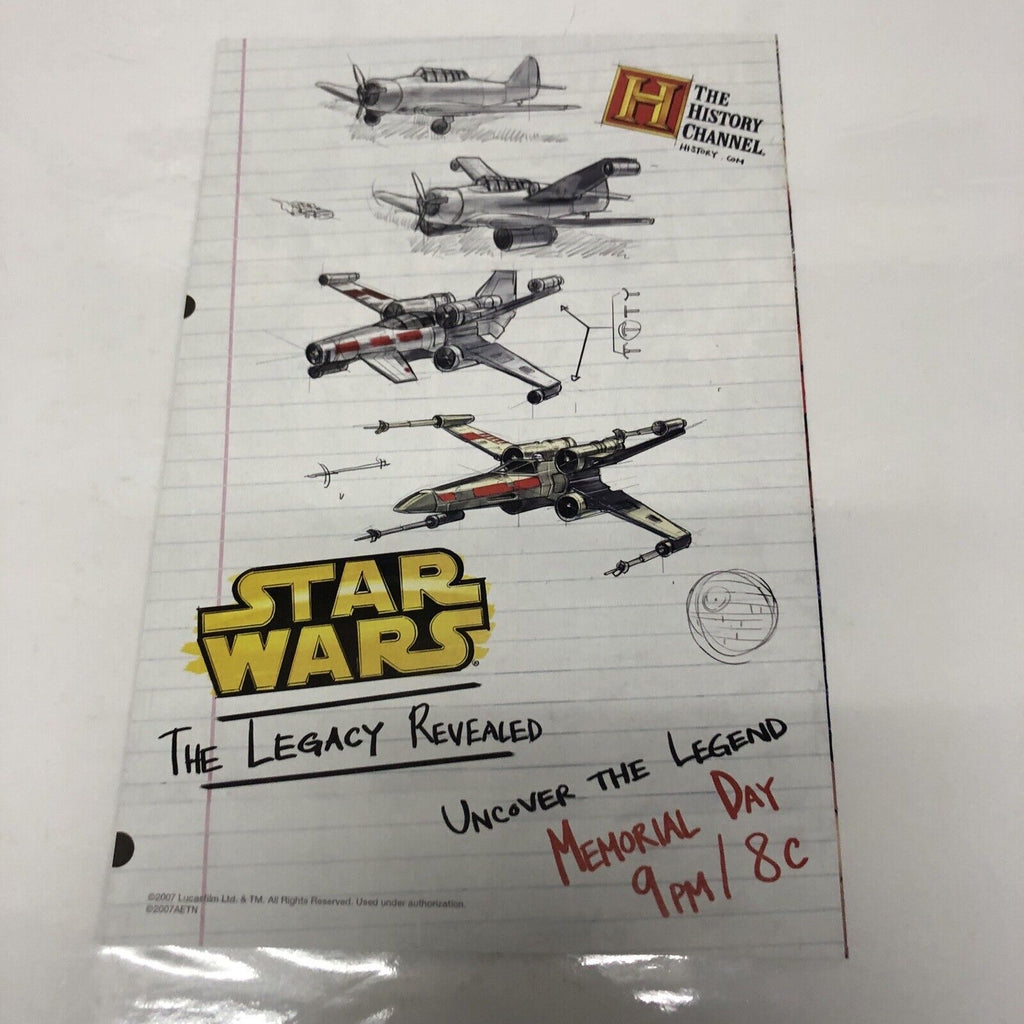 H
THE
HISTORY
CHANNEL.
HISTORY.COM
STAR
WARS®
THE LEGACY REVEALED
UNCOVER THE LEGEND
MEMORIAL DAY
9PM/8C
©2007 Lucasfilm Ltd. & TM. All Rights Reserved. Used under authorization.
©2007AETN